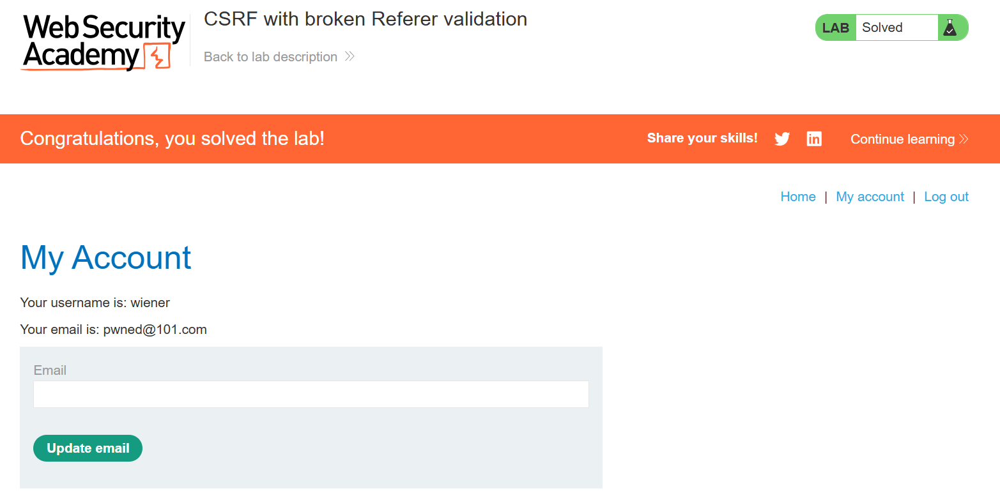 Web Security
Academy
CSRF with broken Referer validation
Back to lab description
LAB Solved
Congratulations, you solved the lab!
Share your skills!
in
Continue learning
Home | My account | Log out
My Account
Your username is: wiener
Your email is: pwned@101.com
Email
Update email